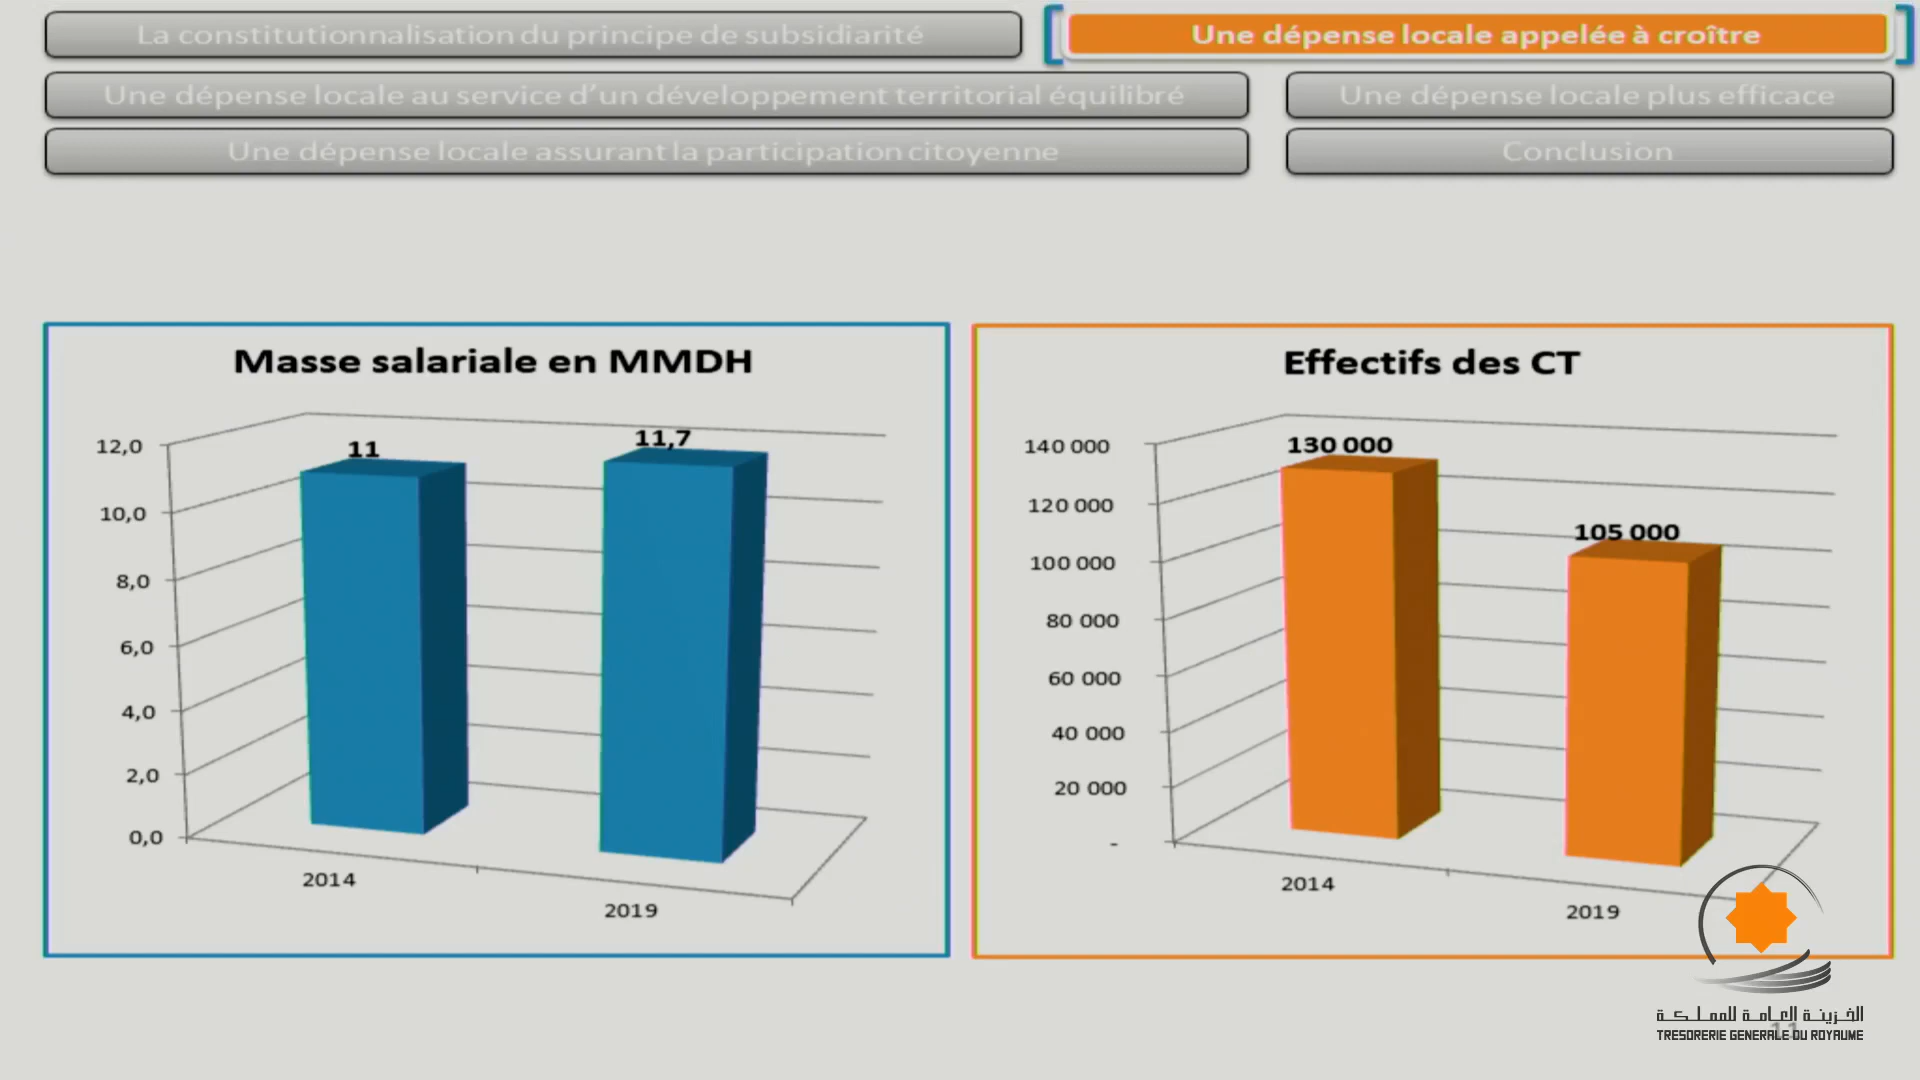 La constitutionnalisation du principe de subsidiarité
Une dépense locale appelée à croître
Une dépense locale au service d’un développement territorial équilibré
Une dépense locale plus efficace
Une dépense locale assurant la participation citoyenne
Conclusion
Masse salariale en MMDH
12,0
10,0
8,0
6,0
4,0
2,0
0,0
11
11,7
2014
2019
Effectifs des CT
140 000
120 000
100 000
80 000
60 000
40 000
20 000
-
130 000
105 000
2014
2019
الخزينة العامة للمملكة
11
TRESORERIE GENERALE DU ROYAUME